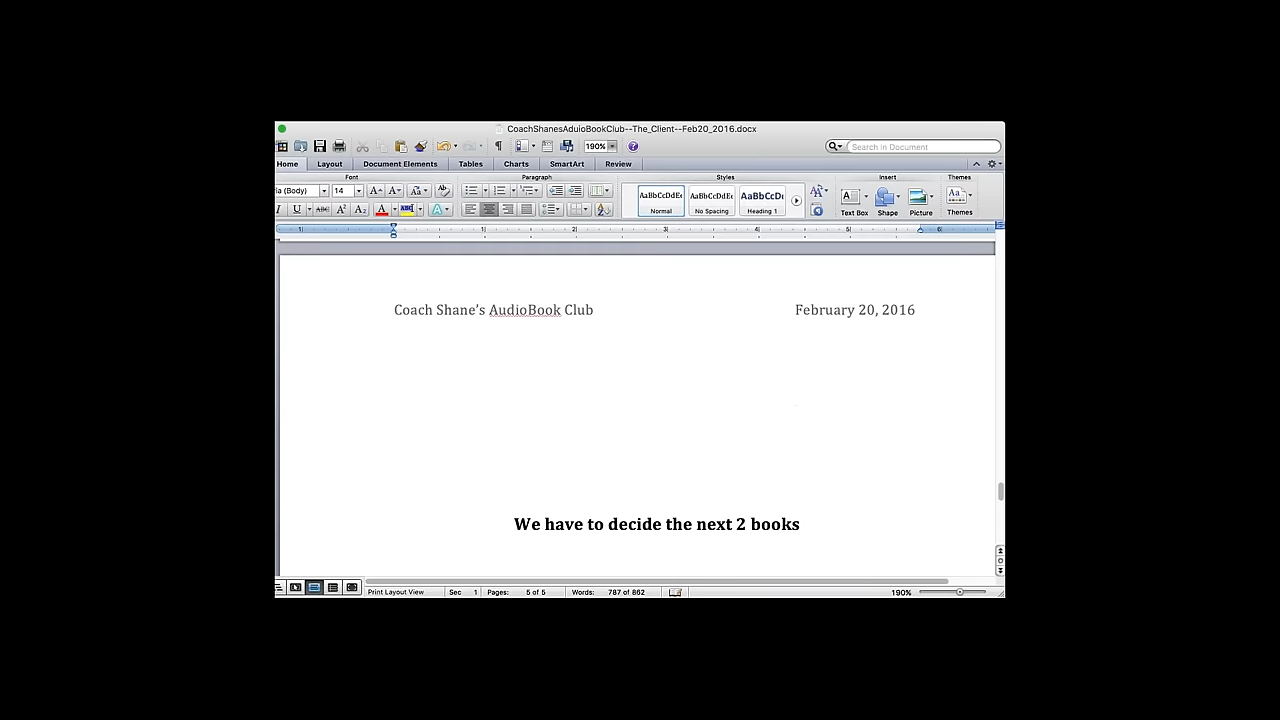 CoachShanesAduioBookClub--The_Client--Feb20_2016.docx
190%
Search in Document
Home Layout Document Elements Tables Charts SmartArt Review
Font Paragraph Styles Insert Themes
(Body) 14
AaBbCcDdEe AaBbCcDdEe AaBbCcDd
Normal No Spacing Heading 1 Text Box Shape Picture Themes
Coach Shane's AudioBook Club February 20, 2016
We have to decide the next 2 books
Print Layout View Sec 1 Pages: 5 of 5 Words: 787 of 862 190%